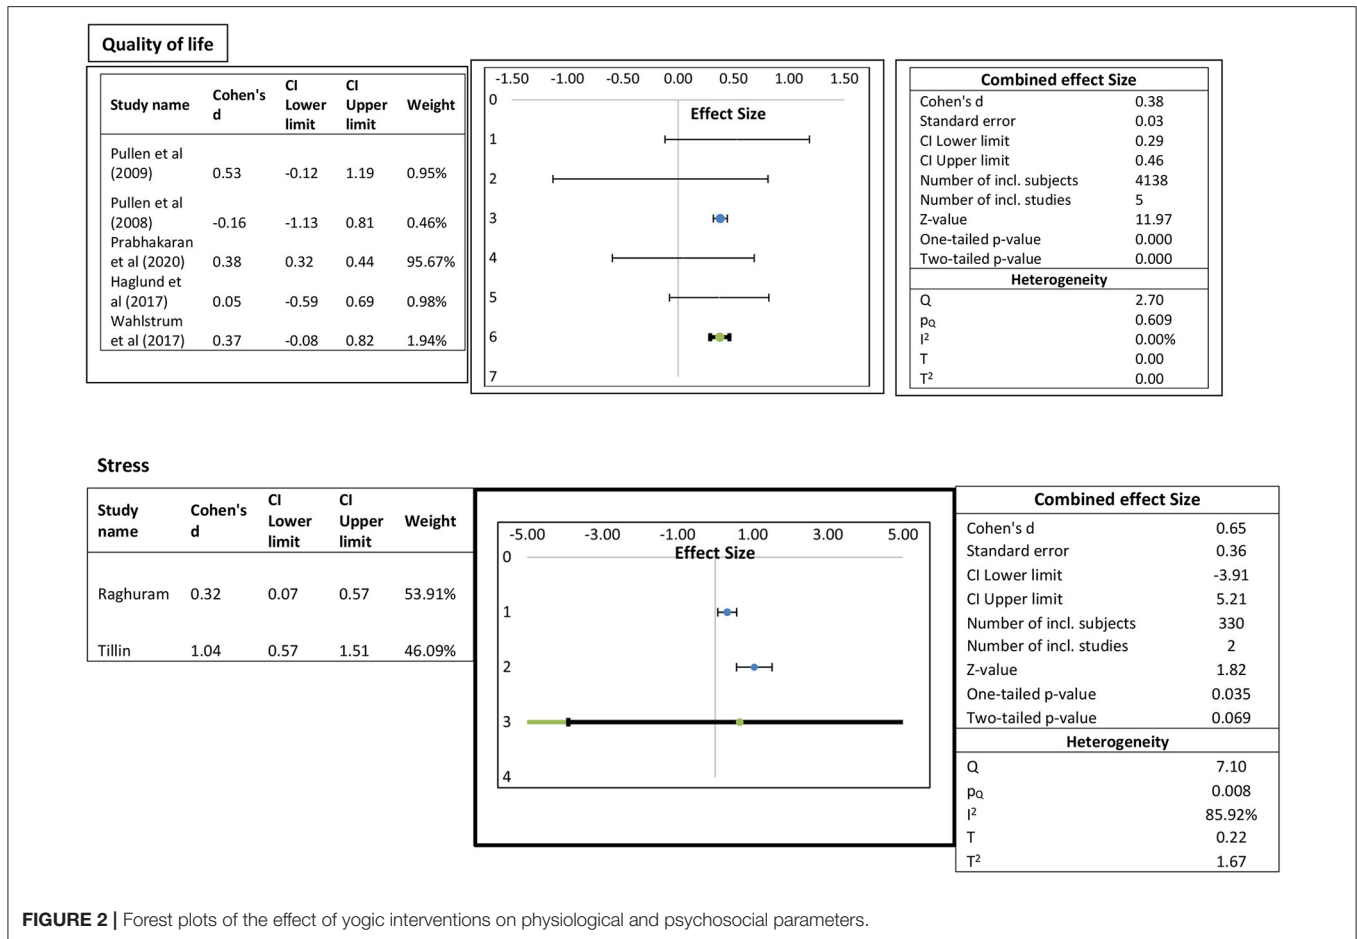 Quality of life
Study name Cohen's d CI Lower limit CI Upper limit Weight
Pullen et al (2009) 0.53 -0.12 1.19 0.95%
Pullen et al (2008) -0.16 -1.13 0.81 0.46%
Prabhakaran et al (2020) 0.38 0.32 0.44 95.67%
Haglund et al (2017) 0.05 -0.59 0.69 0.98%
Wahlstrum et al (2017) 0.37 -0.08 0.82 1.94%
-1.50 -1.00 -0.50 0.00 0.50 1.00 1.50
0
Effect Size
1
2
3
4
5
6
7
Combined effect Size
Cohen's d 0.38
Standard error 0.03
CI Lower limit 0.29
CI Upper limit 0.46
Number of incl. subjects 4138
Number of incl. studies 5
Z-value 11.97
One-tailed p-value 0.000
Two-tailed p-value 0.000
Heterogeneity
Q 2.70
pQ 0.609
I² 0.00%
T 0.00
T² 0.00
Stress
Study name Cohen's d CI Lower limit CI Upper limit Weight
Raghuram 0.32 0.07 0.57 53.91%
Tillin 1.04 0.57 1.51 46.09%
-5.00 -3.00 -1.00 1.00 3.00 5.00
Effect Size
0
1
2
3
4
Combined effect Size
Cohen's d 0.65
Standard error 0.36
CI Lower limit -3.91
CI Upper limit 5.21
Number of incl. subjects 330
Number of incl. studies 2
Z-value 1.82
One-tailed p-value 0.035
Two-tailed p-value 0.069
Heterogeneity
Q 7.10
pQ 0.008
I² 85.92%
T 0.22
T² 1.67
FIGURE 2 | Forest plots of the effect of yogic interventions on physiological and psychosocial parameters.